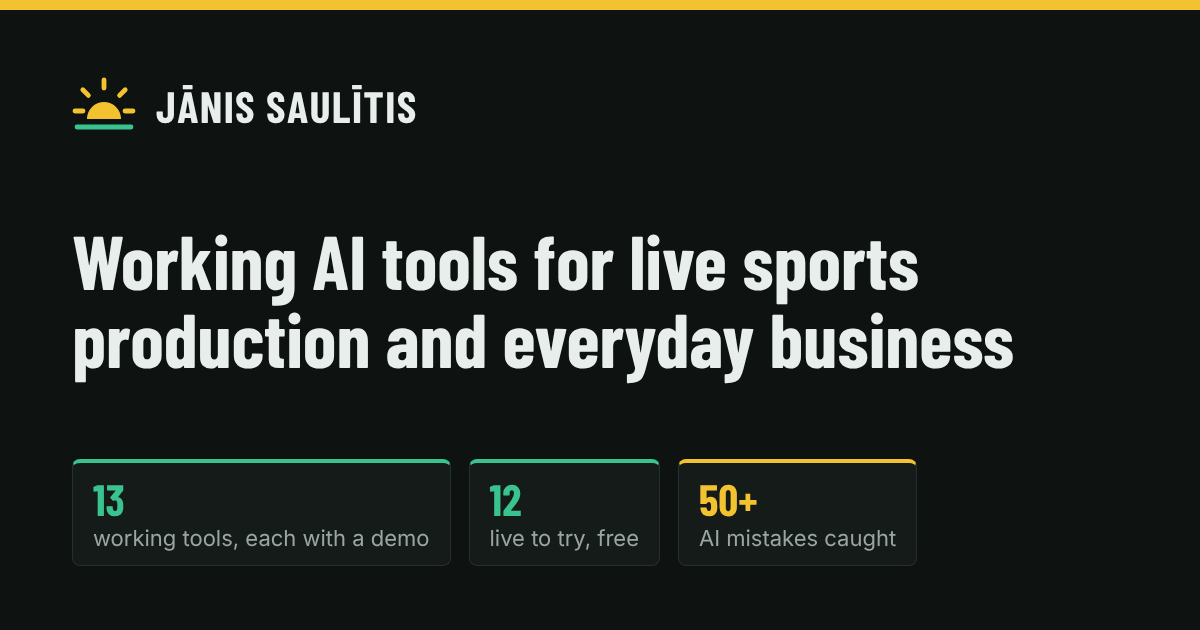 JĀNIS SAULĪTIS
Working AI tools for live sports
production and everyday business
13
working tools, each with a demo
12
live to try, free
50+
AI mistakes caught